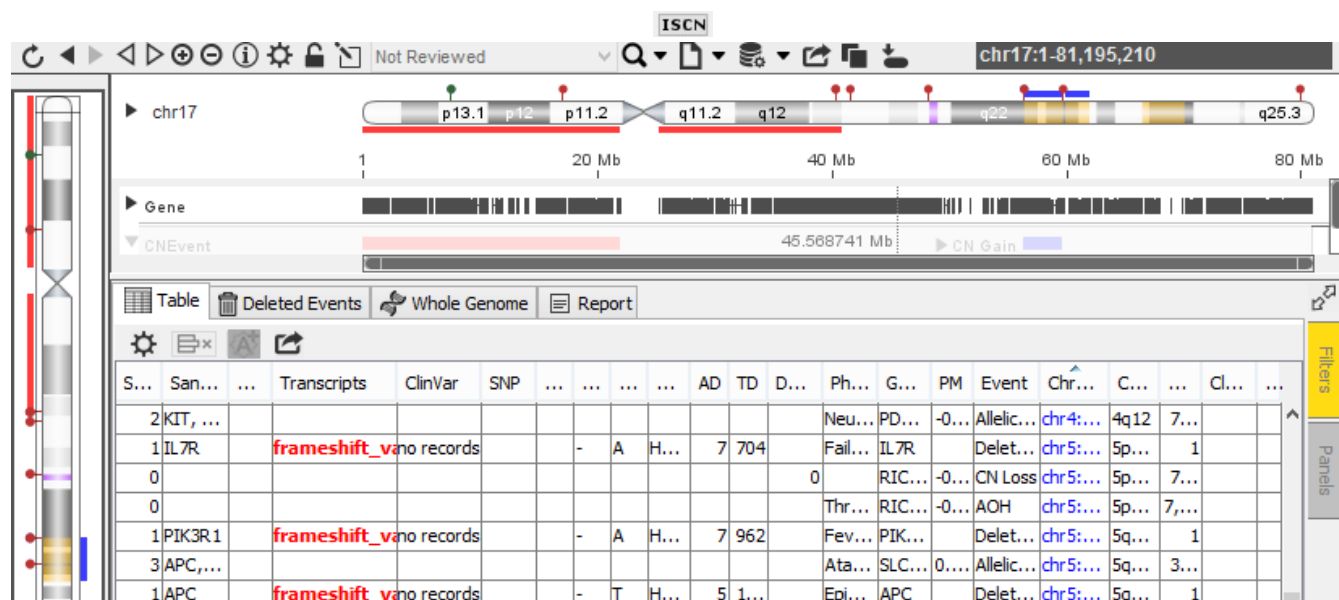 ISCN
Not Reviewed
chr17:1-81,195,210
chr17
p13.1 p12 p11.2 q11.2 q12 q22 q25.3
1 20 Mb 40 Mb 60 Mb 80 Mb
Gene
CNEvent 45.568741 Mb CN Gain
Table Deleted Events Whole Genome Report
Filters
Panels
S... San... ... Transcripts ClinVar SNP ... ... ... ... AD TD D... Ph... G... PM Event Chr... C... ... Cl... ...
2 KIT, ... Neu... PD... -0... Allelic... chr4:... 4q12 7...
1 IL7R frameshift_va no records - A H... 7 704 Fail... IL7R Delet... chr5:... 5p... 1
0 0 RIC... -0... CN Loss chr5:... 5p... 7...
0 Thr... RIC... -0... AOH chr5:... 5p... 7,...
1 PIK3R1 frameshift_va no records - A H... 7 962 Fev... PIK... Delet... chr5:... 5q... 1
3 APC,... Ata... SLC... 0.... Allelic... chr5:... 5q... 3...
1 APC frameshift_va no records - T H... 5 1... Epi... APC Delet... chr5:... 5q... 1